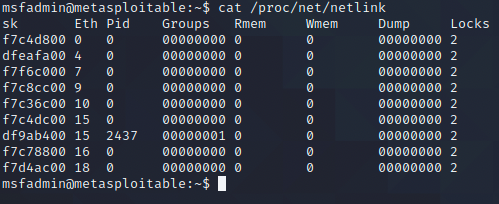 msfadmin@metasploitable:~$ cat /proc/net/netlink
sk       Eth Pid    Groups   Rmem     Wmem     Dump     Locks
f7c4d800 0   0      00000000 0        0        00000000 2
dfeafa00 4   0      00000000 0        0        00000000 2
f7f6c000 7   0      00000000 0        0        00000000 2
f7c8cc00 9   0      00000000 0        0        00000000 2
f7c36c00 10  0      00000000 0        0        00000000 2
f7c4dc00 15  0      00000000 0        0        00000000 2
df9ab400 15  2437   00000001 0        0        00000000 2
f7c78800 16  0      00000000 0        0        00000000 2
f7d4ac00 18  0      00000000 0        0        00000000 2
msfadmin@metasploitable:~$